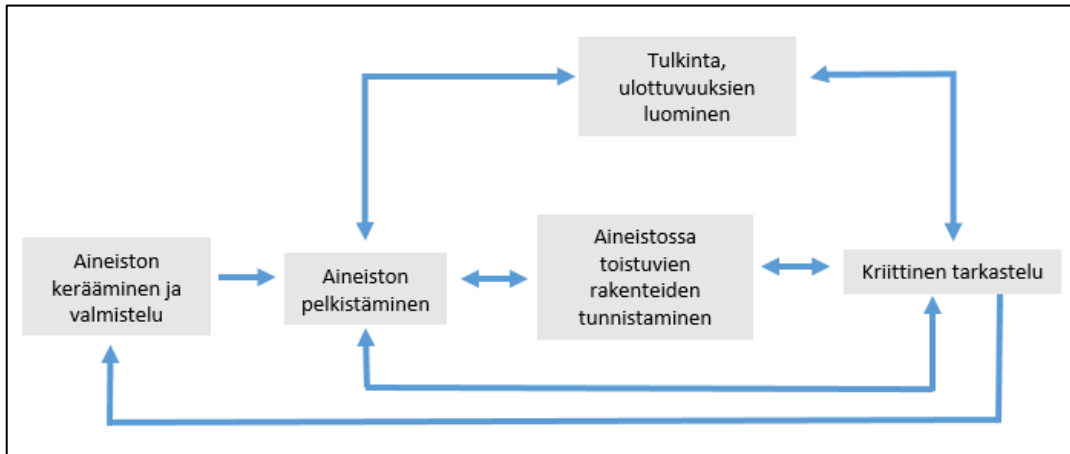 Tulkinta,
ulottuvuuksien
luominen
Aineiston
kerääminen ja
valmistelu
Aineiston
pelkistäminen
Aineistossa
toistuvien
rakenteiden
tunnistaminen
Kriittinen tarkastelu